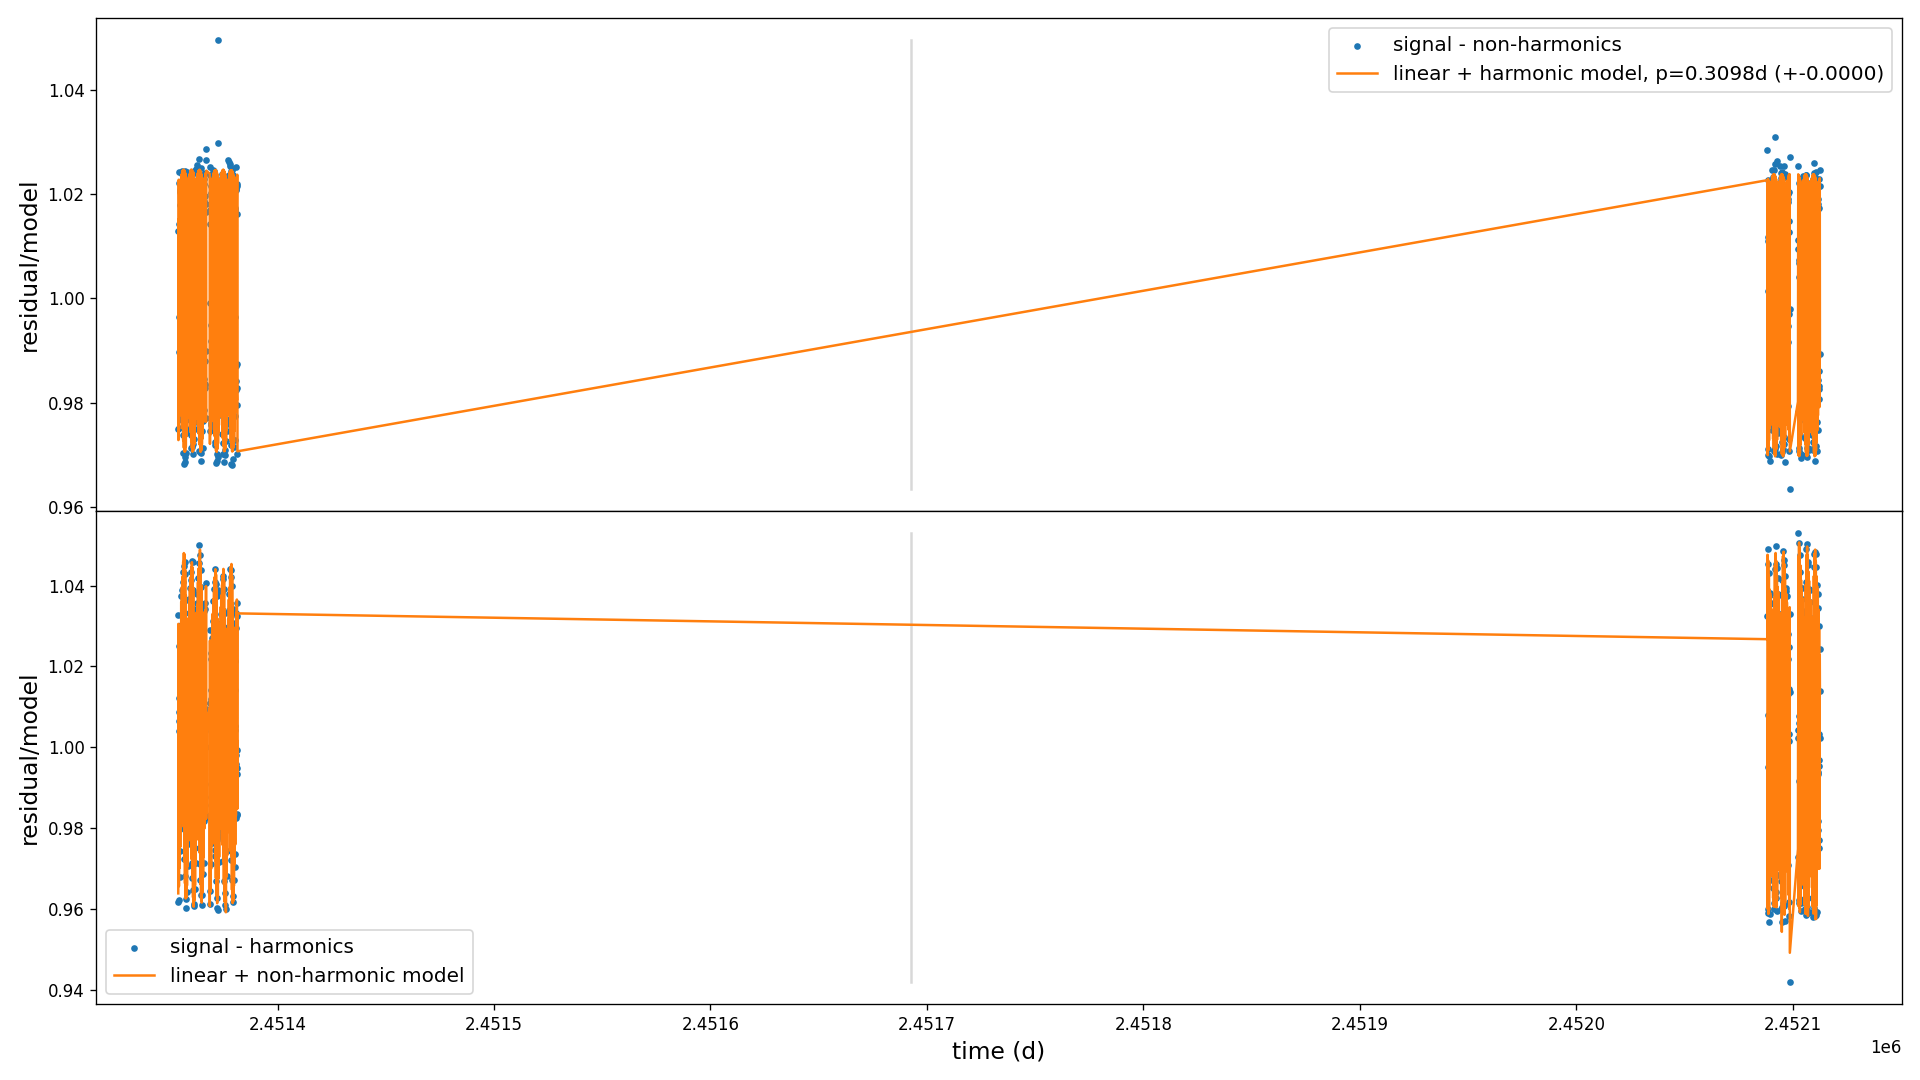 signal - non-harmonics
linear + harmonic model, p=0.3098d (+-0.0000)
residual/model
1.04
1.02
1.00
0.98
0.96
residual/model
1.04
1.02
1.00
0.98
0.96
0.94
signal - harmonics
linear + non-harmonic model
2.4514 2.4515 2.4516 2.4517 2.4518 2.4519 2.4520 2.4521
time (d)
1e6